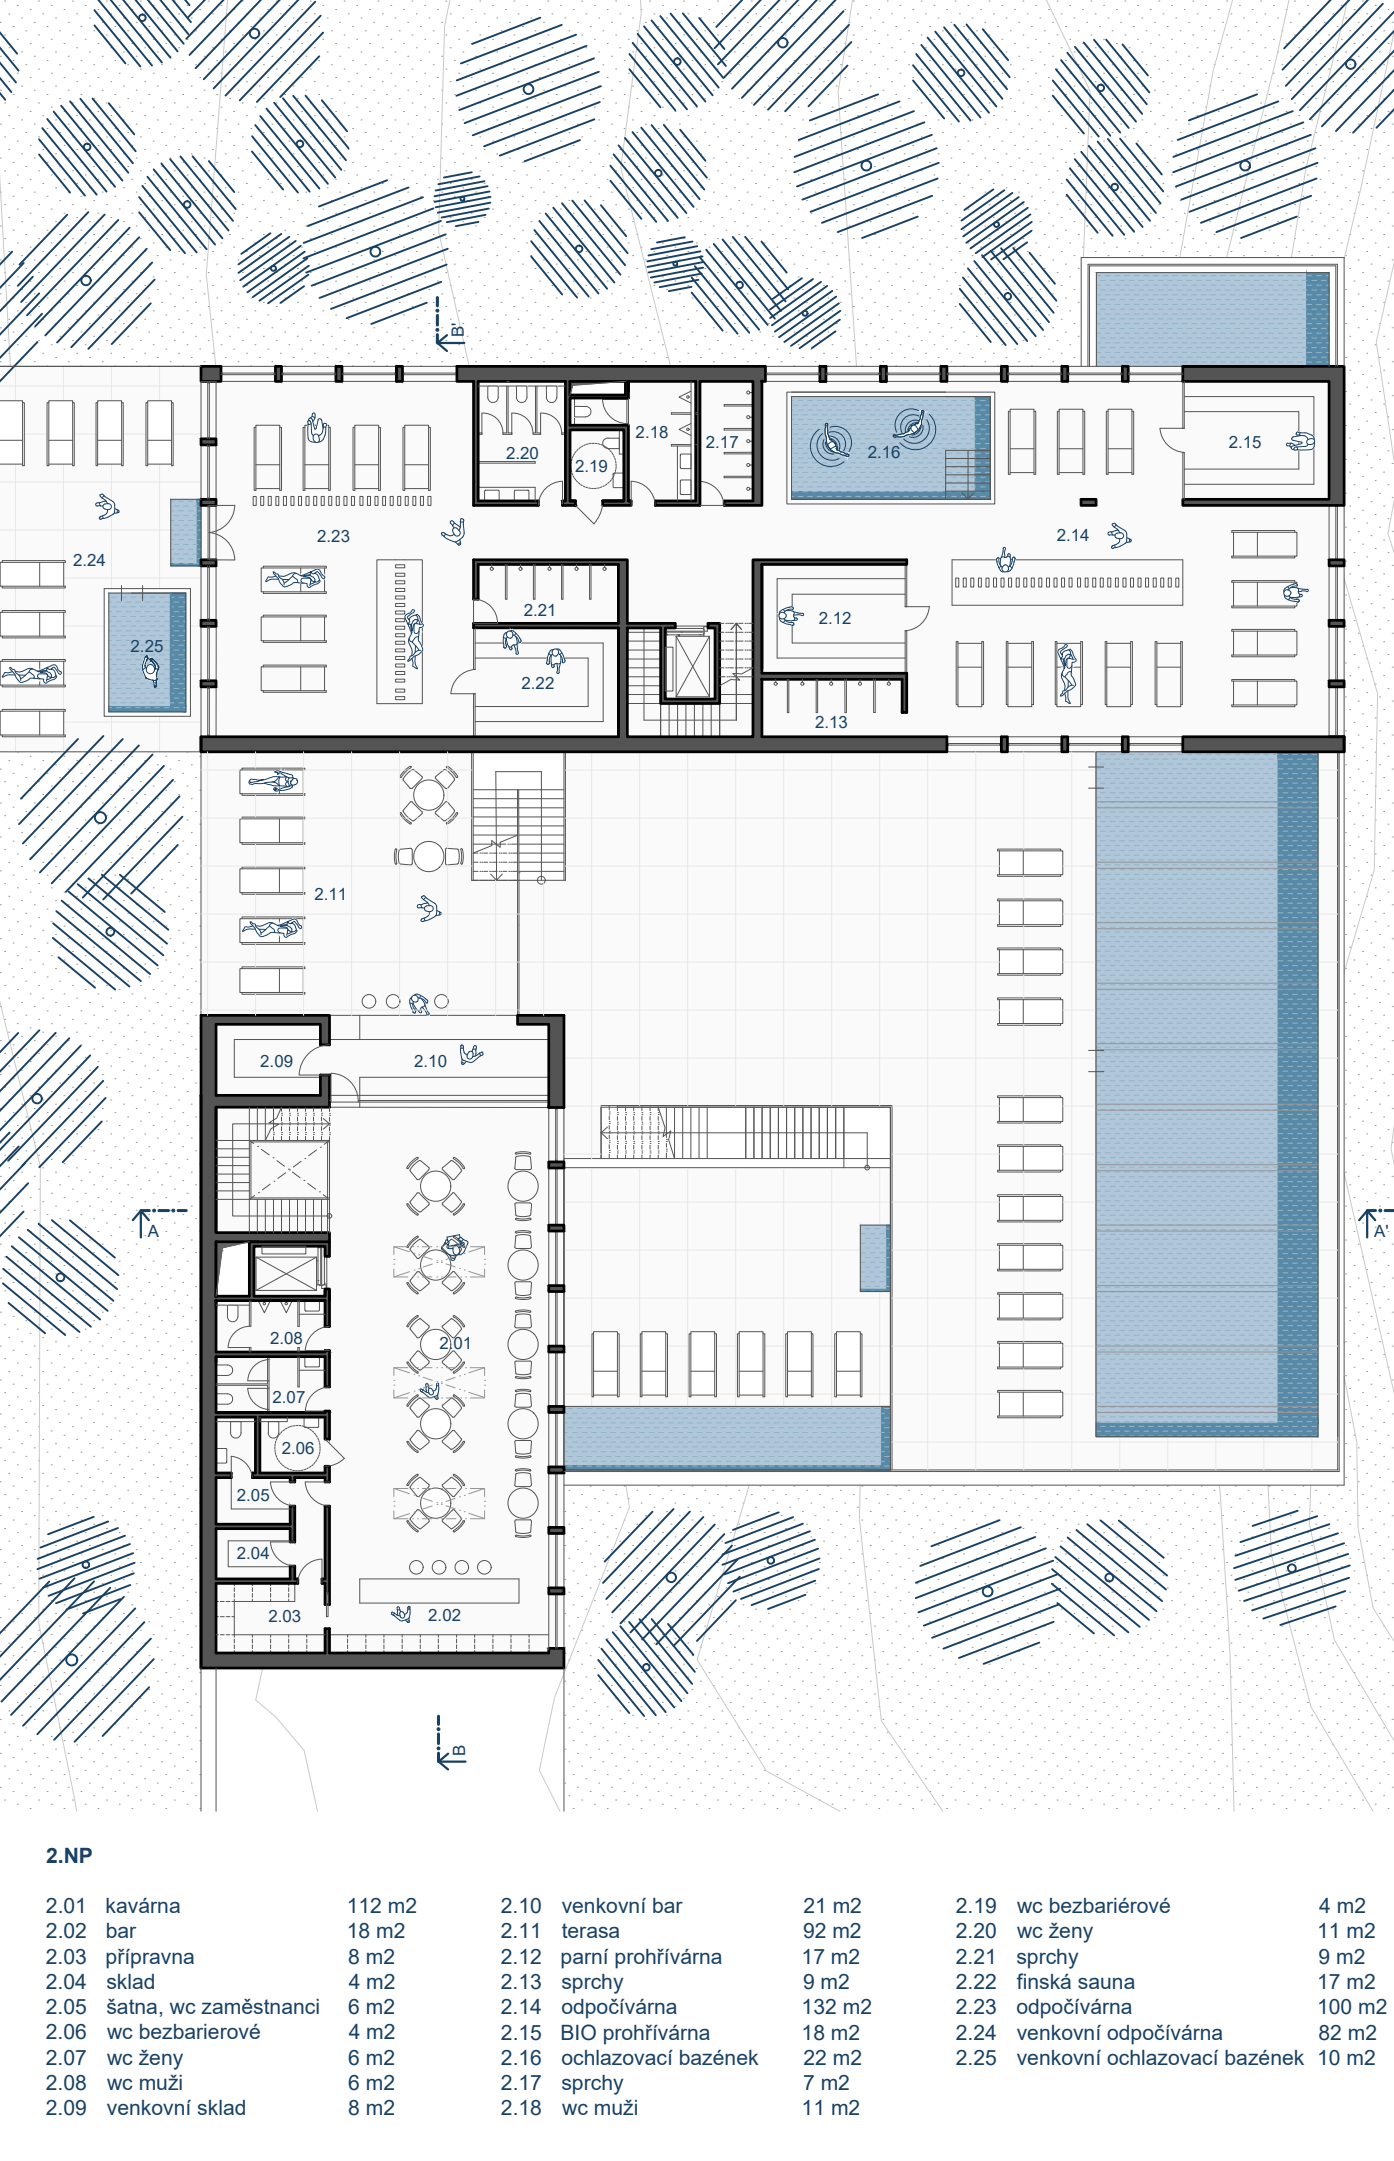 B'
2.15
2.18
2.17
2.20
2.16
2.19
2.23
2.14
2.24
2.21
2.12
2.25
2.22
2.13
2.11
2.09
2.10
A
A'
2.08
2.01
2.07
2.06
2.05
2.04
2.03
2.02
B
2.NP
2.01 kavárna 112 m2
2.02 bar 18 m2
2.03 přípravna 8 m2
2.04 sklad 4 m2
2.05 šatna, wc zaměstnanci 6 m2
2.06 wc bezbarierové 4 m2
2.07 wc ženy 6 m2
2.08 wc muži 6 m2
2.09 venkovní sklad 8 m2
2.10 venkovní bar 21 m2
2.11 terasa 92 m2
2.12 parní prohřívárna 17 m2
2.13 sprchy 9 m2
2.14 odpočívárna 132 m2
2.15 BIO prohřívárna 18 m2
2.16 ochlazovací bazének 22 m2
2.17 sprchy 7 m2
2.18 wc muži 11 m2
2.19 wc bezbariérové 4 m2
2.20 wc ženy 11 m2
2.21 sprchy 9 m2
2.22 finská sauna 17 m2
2.23 odpočívárna 100 m2
2.24 venkovní odpočívárna 82 m2
2.25 venkovní ochlazovací bazének 10 m2